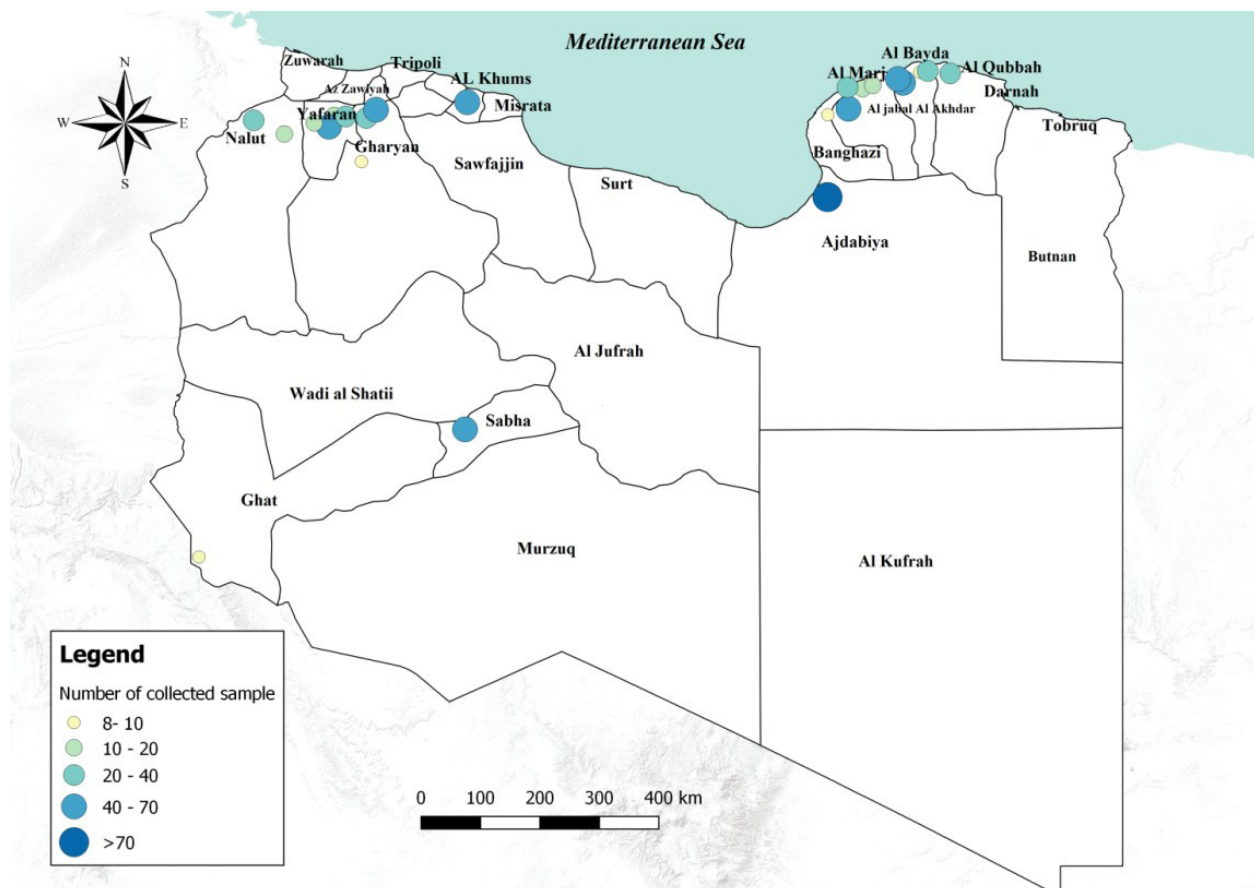 Mediterranean Sea
N
W
E
S
Zuwarah
Tripoli
Az Zawiyah
AL Khums
Misrata
Nalut
Yafaran
Gharyan
Sawfajjin
Surt
Al Bayda
Al Marj
Al Qubbah
Darnah
Al jabal Al Akhdar
Tobruq
Banghazi
Ajdabiya
Butnan
Al Jufrah
Wadi al Shatii
Sabha
Ghat
Murzuq
Al Kufrah
Legend
Number of collected sample
8- 10
10 - 20
20 - 40
40 - 70
>70
0 100 200 300 400 km